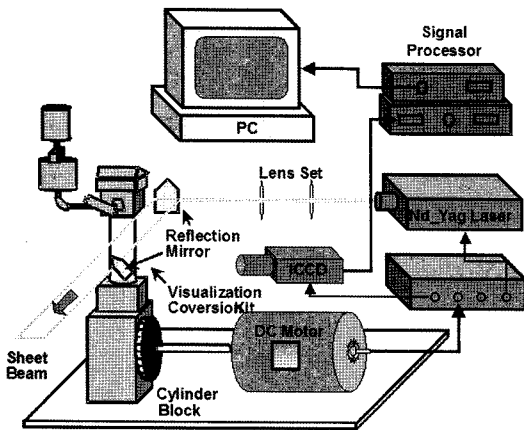 Signal
Processor
PC
Lens Set
Nd_Yag Laser
Reflection
Mirror
ICCD
Visualization
CoversioKit
DC Motor
Sheet
Beam
Cylinder
Block